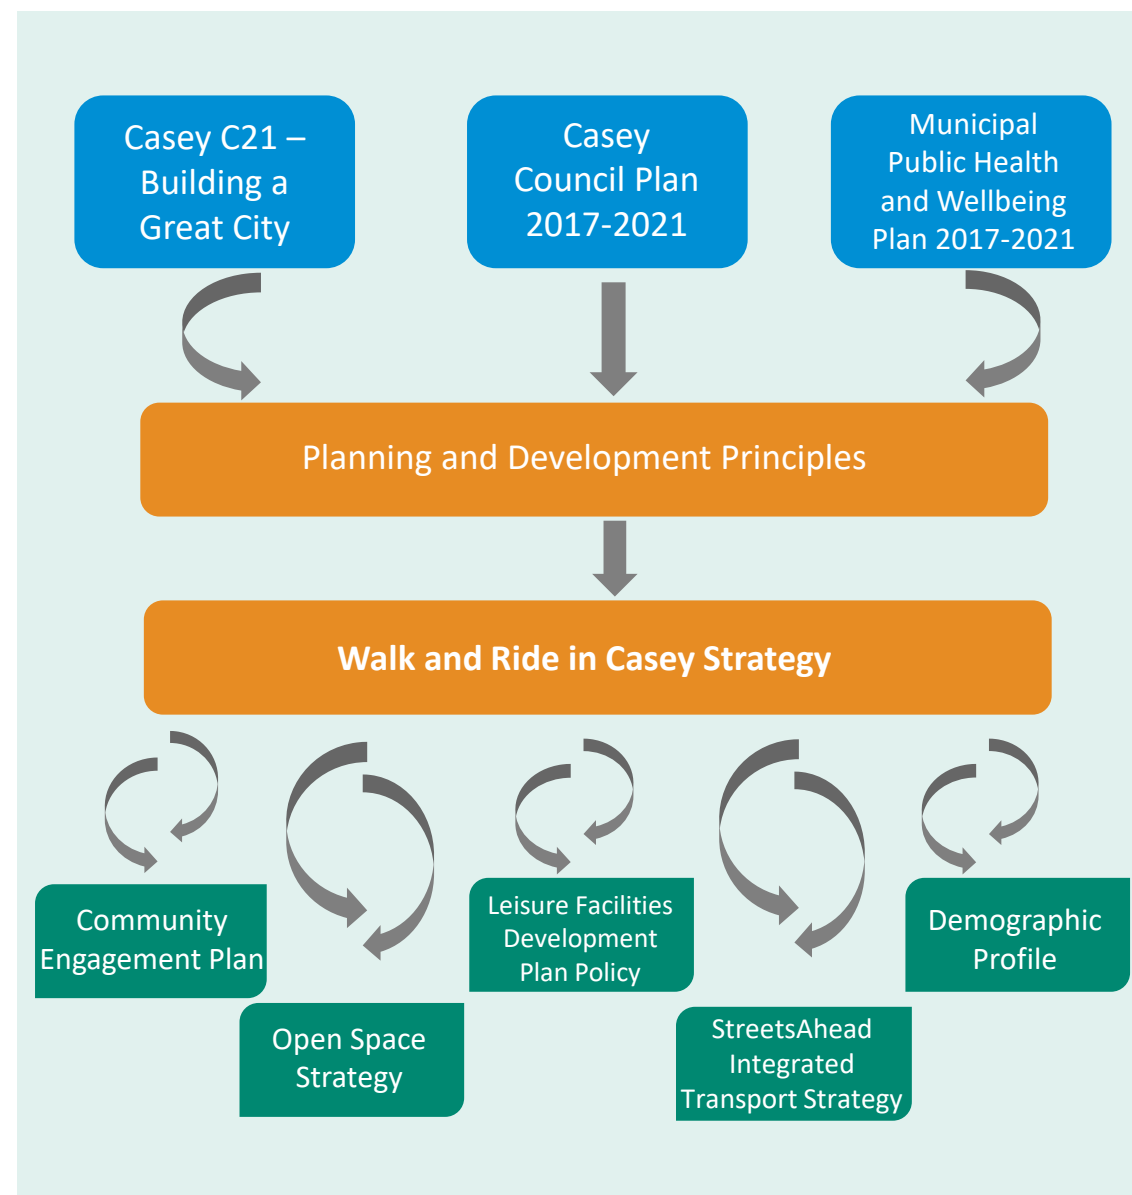 Casey C21 –
Building a
Great City
Casey
Council Plan
2017-2021
Municipal
Public Health
and Wellbeing
Plan 2017-2021
Planning and Development Principles
Walk and Ride in Casey Strategy
Community
Engagement Plan
Open Space
Strategy
Leisure Facilities
Development
Plan Policy
StreetsAhead
Integrated
Transport Strategy
Demographic
Profile